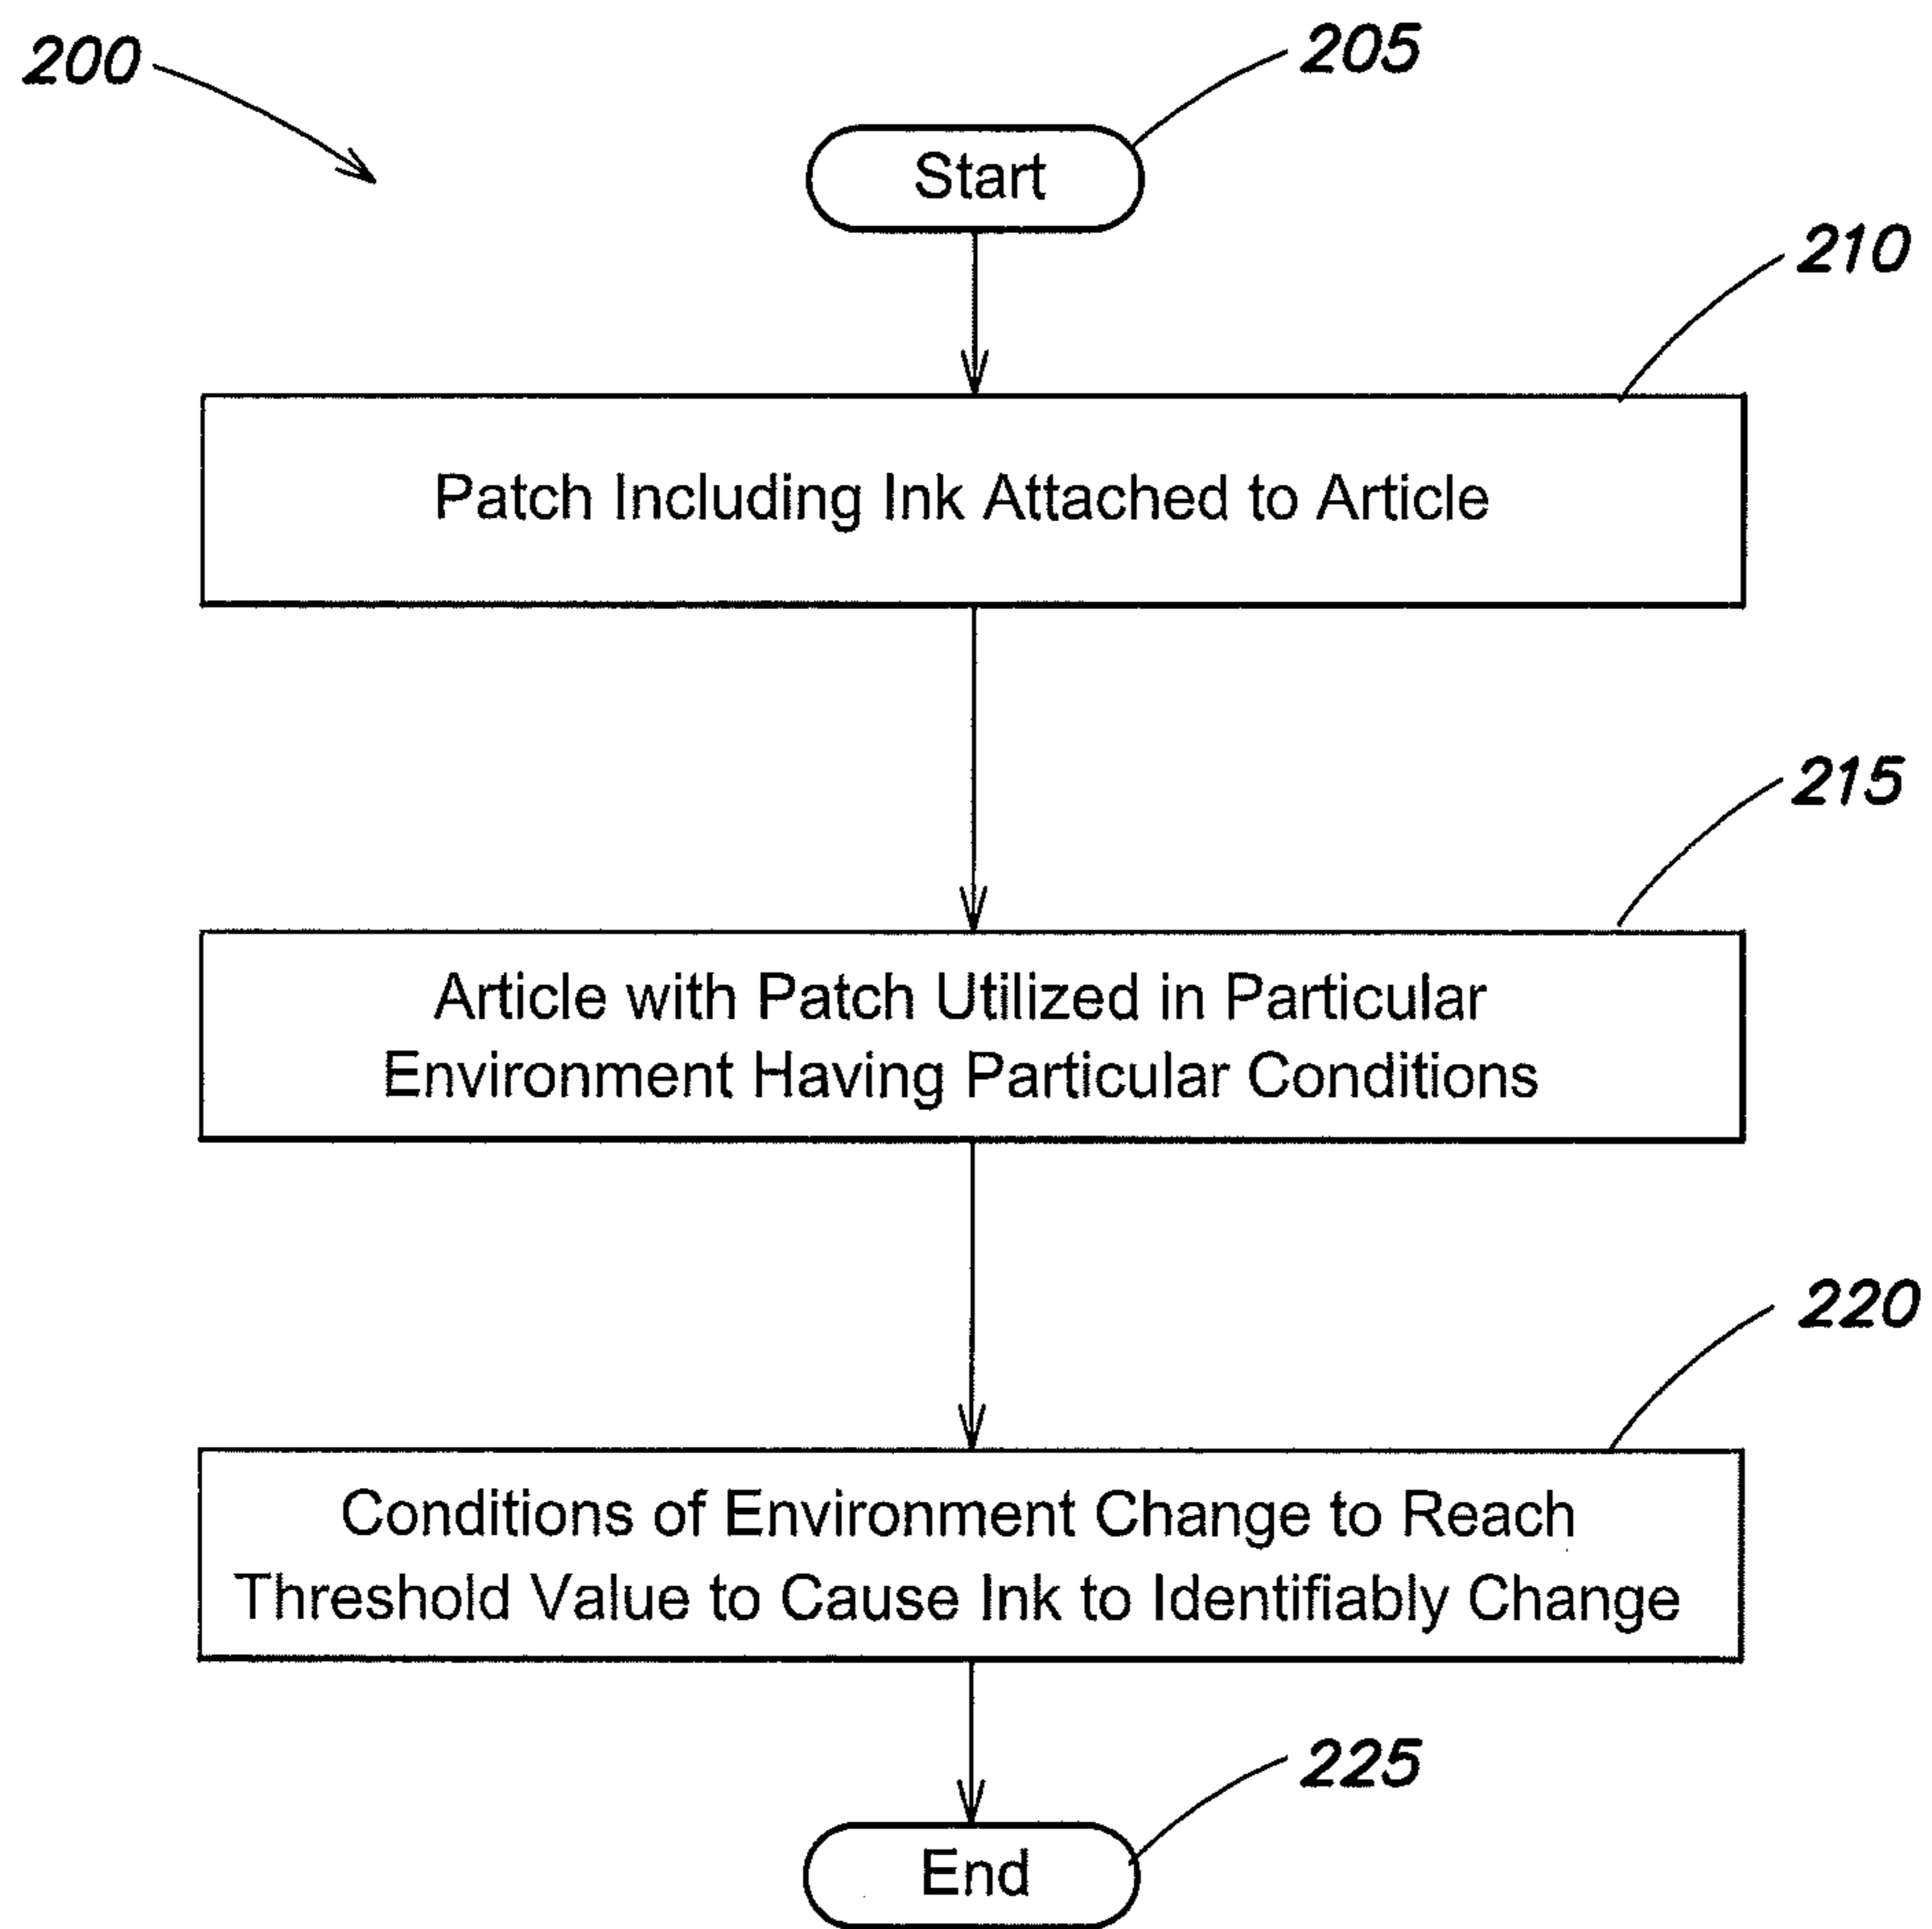 200
205
Start
210
Patch Including Ink Attached to Article
215
Article with Patch Utilized in Particular
Environment Having Particular Conditions
220
Conditions of Environment Change to Reach
Threshold Value to Cause Ink to Identifiably Change
225
End